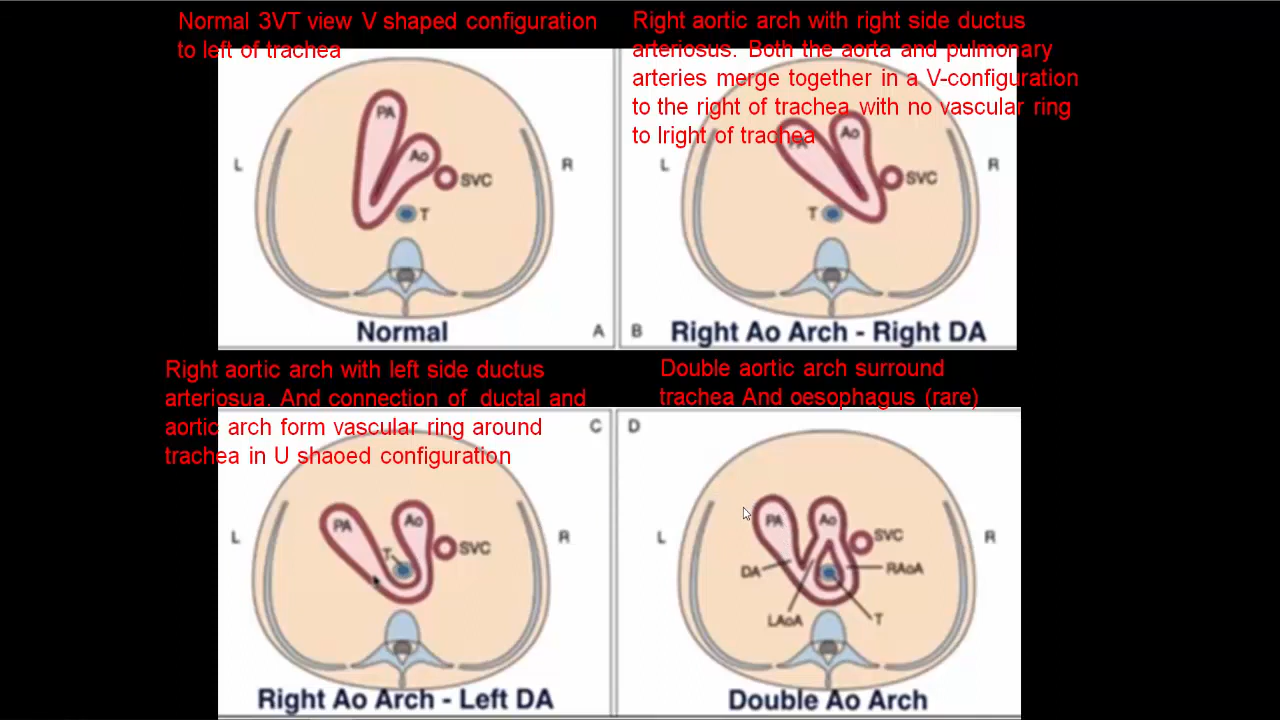 Normal 3VT view V shaped configuration
to left of trachea
Right aortic arch with right side ductus
arteriosus. Both the aorta and pulmonary
arteries merge together in a V-configuration
to the right of trachea with no vascular ring
to lright of trachea
PA
Ao
SVC
T
L
R
Normal
A
PA
Ao
SVC
T
L
R
B
Right Ao Arch - Right DA
Right aortic arch with left side ductus
arteriosua. And connection of ductal and
aortic arch form vascular ring around
trachea in U shaoed configuration
C
PA
Ao
T
SVC
L
R
Right Ao Arch - Left DA
Double aortic arch surround
trachea And oesophagus (rare)
D
PA
Ao
SVC
L
R
DA
RAoA
LAoA
T
Double Ao Arch